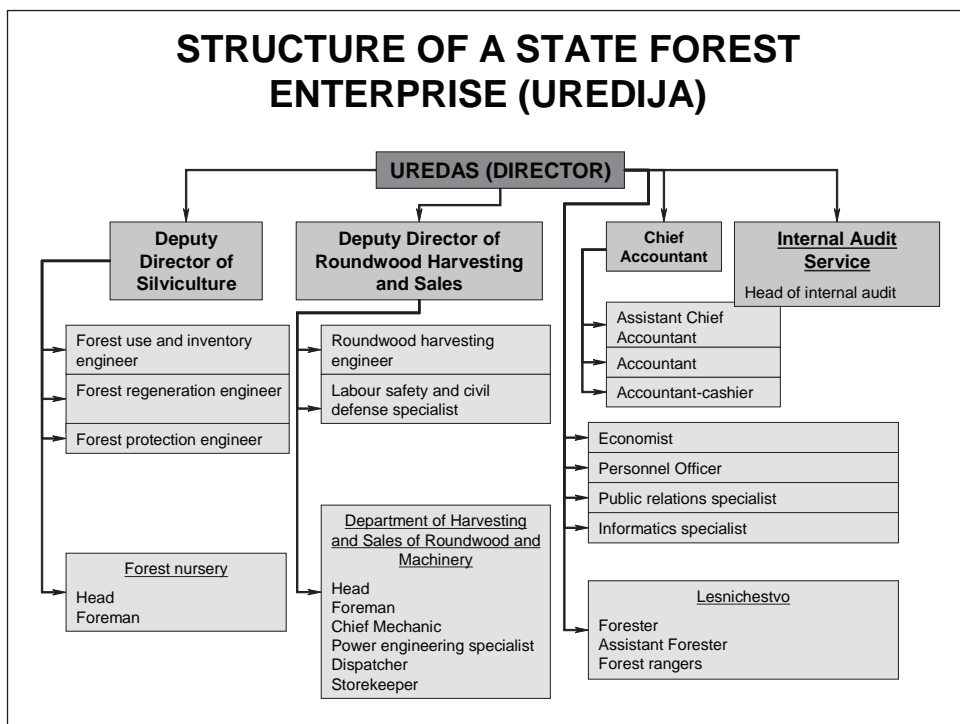 STRUCTURE OF A STATE FOREST
ENTERPRISE (UREDIJA)
UREDAS (DIRECTOR)
Deputy
Director of
Silviculture
Forest use and inventory
engineer
Forest regeneration engineer
Forest protection engineer
Forest nursery
Head
Foreman
Deputy Director of
Roundwood Harvesting
and Sales
Roundwood harvesting
engineer
Labour safety and civil
defense specialist
Department of Harvesting
and Sales of Roundwood and
Machinery
Head
Foreman
Chief Mechanic
Power engineering specialist
Dispatcher
Storekeeper
Chief
Accountant
Assistant Chief
Accountant
Accountant
Accountant-cashier
Economist
Personnel Officer
Public relations specialist
Informatics specialist
Lesnichestvo
Forester
Assistant Forester
Forest rangers
Internal Audit
Service
Head of internal audit